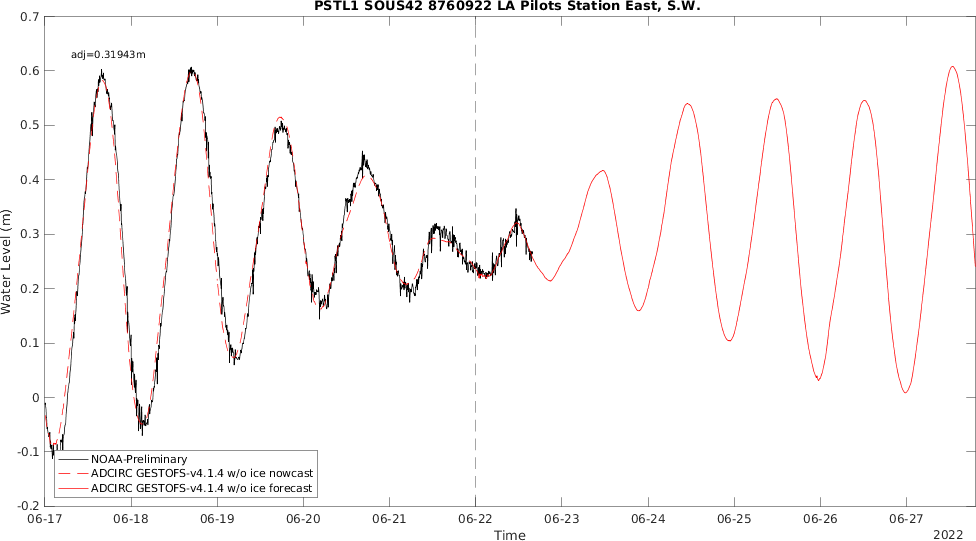 PSTL1 SOUS42 8760922 LA Pilots Station East, S.W.
adj=0.31943m
Water Level (m)
0.7
0.6
0.5
0.4
0.3
0.2
0.1
0
-0.1
-0.2
NOAA-Preliminary
ADCIRC GESTOFS-v4.1.4 w/o ice nowcast
ADCIRC GESTOFS-v4.1.4 w/o ice forecast
06-17 06-18 06-19 06-20 06-21 06-22 06-23 06-24 06-25 06-26 06-27
Time
2022